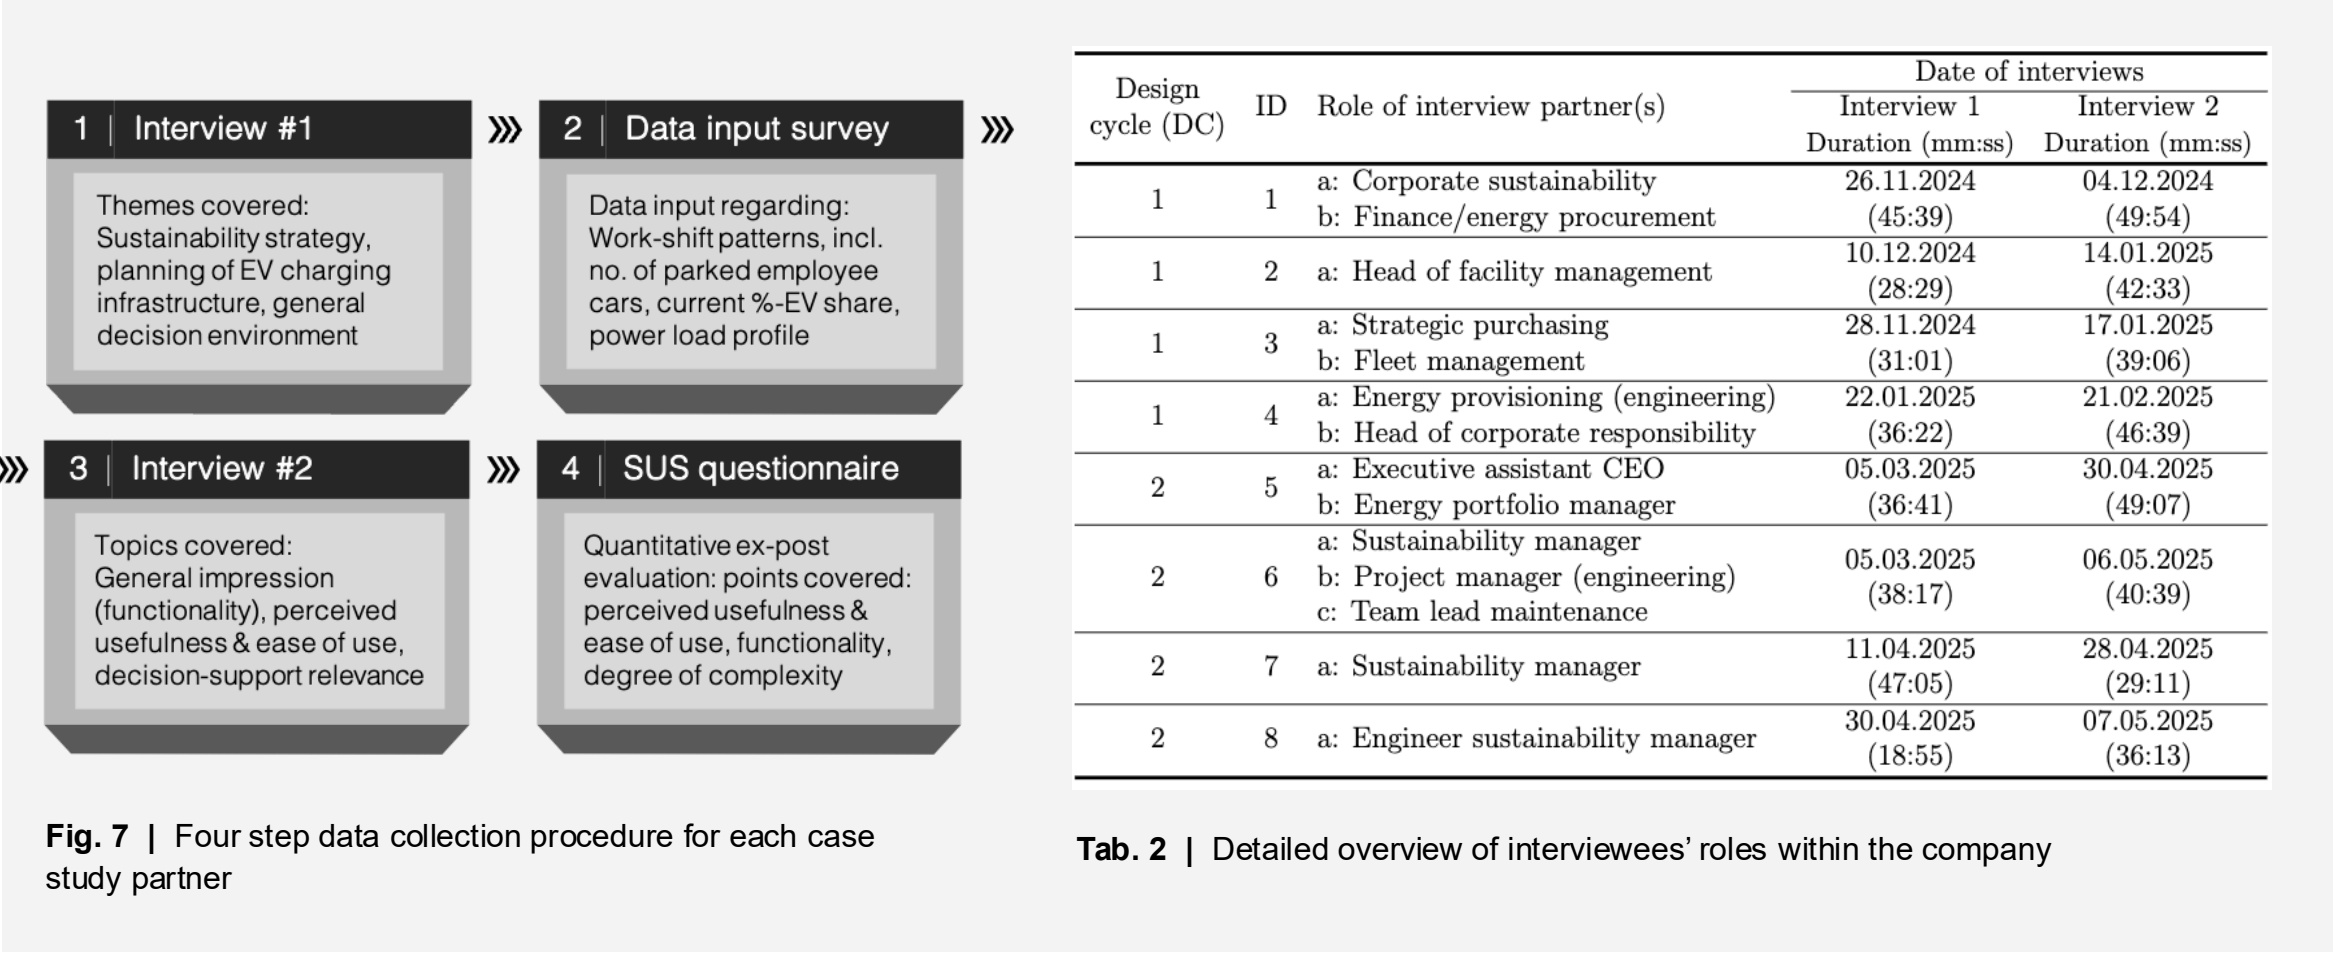 1 | Interview #1
Themes covered:
Sustainability strategy,
planning of EV charging
infrastructure, general
decision environment
2 | Data input survey
Data input regarding:
Work-shift patterns, incl.
no. of parked employee
cars, current %-EV share,
power load profile
3 | Interview #2
Topics covered:
General impression
(functionality), perceived
usefulness & ease of use,
decision-support relevance
4 | SUS questionnaire
Quantitative ex-post
evaluation: points covered:
perceived usefulness &
ease of use, functionality,
degree of complexity
Fig. 7 | Four step data collection procedure for each case
study partner
Date of interviews
Design
cycle (DC) ID Role of interview partner(s) Interview 1 Interview 2
Duration (mm:ss) Duration (mm:ss)
a: Corporate sustainability 26.11.2024 04.12.2024
1 1
b: Finance/energy procurement (45:39) (49:54)
10.12.2024 14.01.2025
1 2 a: Head of facility management
(28:29) (42:33)
a: Strategic purchasing 28.11.2024 17.01.2025
1 3
b: Fleet management (31:01) (39:06)
a: Energy provisioning (engineering) 22.01.2025 21.02.2025
1 4
b: Head of corporate responsibility (36:22) (46:39)
a: Executive assistant CEO 05.03.2025 30.04.2025
2 5
b: Energy portfolio manager (36:41) (49:07)
a: Sustainability manager
05.03.2025 06.05.2025
2 6 b: Project manager (engineering)
(38:17) (40:39)
c: Team lead maintenance
11.04.2025 28.04.2025
2 7 a: Sustainability manager
(47:05) (29:11)
30.04.2025 07.05.2025
2 8 a: Engineer sustainability manager
(18:55) (36:13)
Tab. 2 | Detailed overview of interviewees’ roles within the company